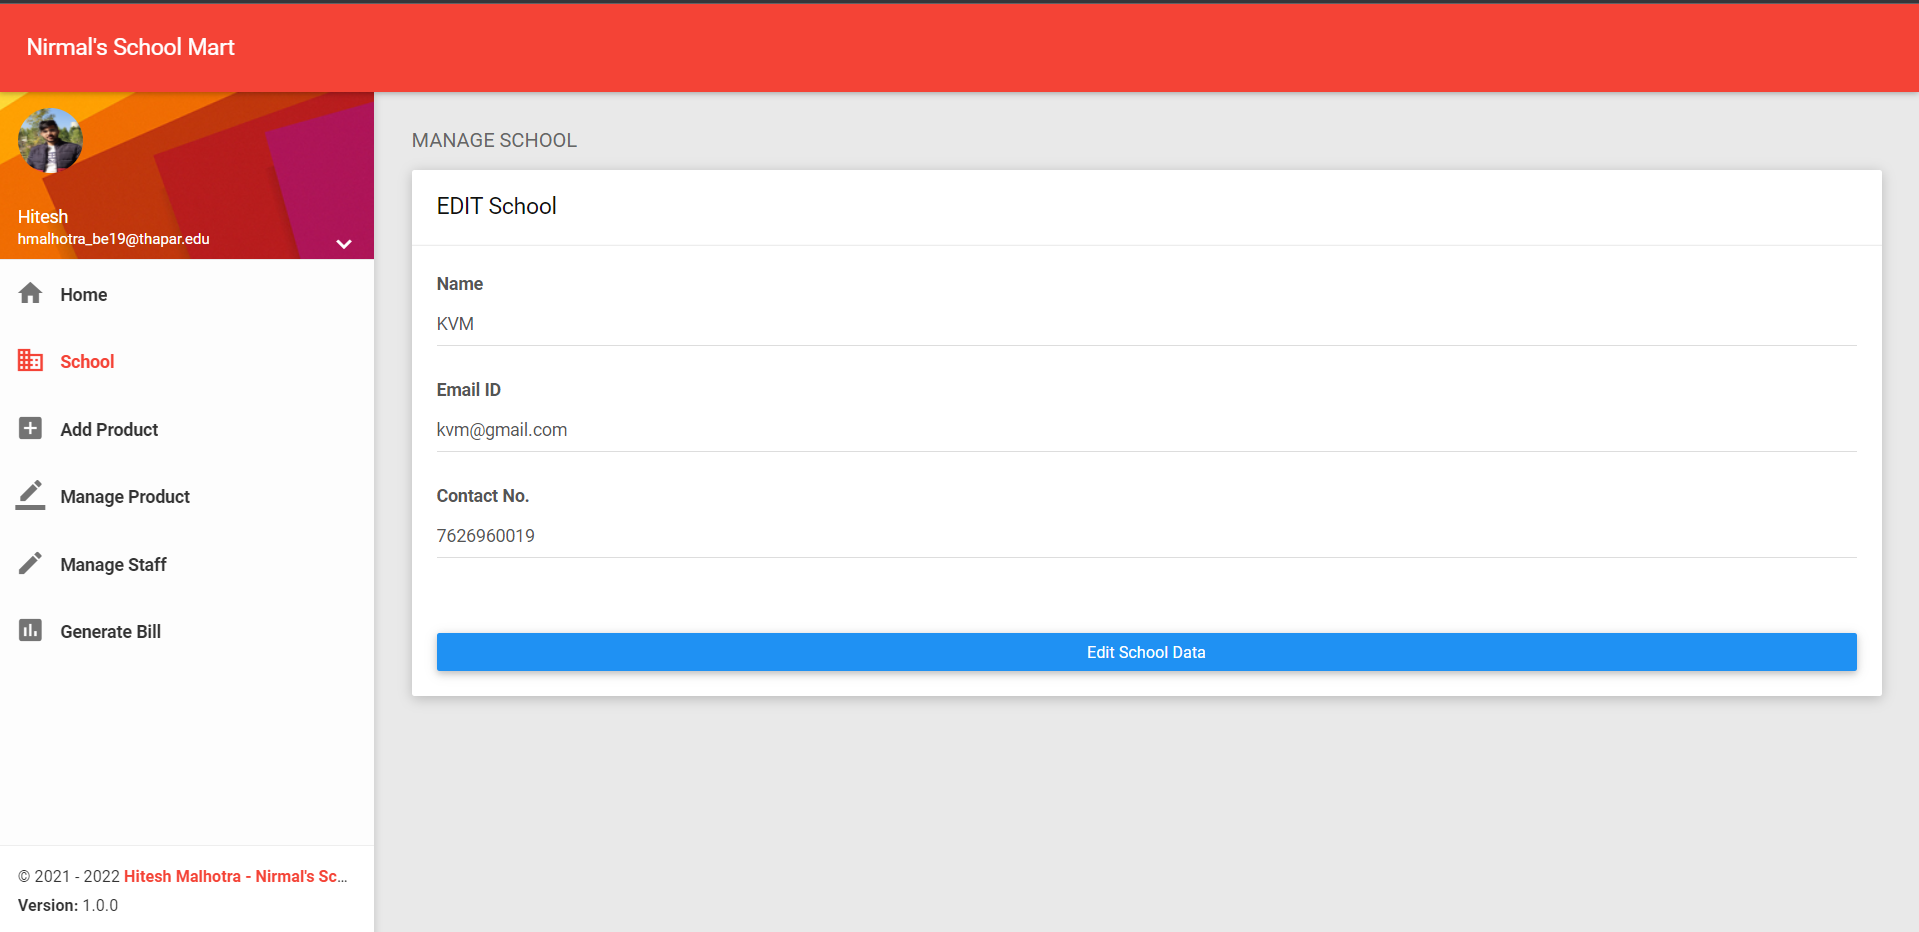 Nirmal's School Mart
Hitesh
hmalhotra_be19@thapar.edu
Home
School
Add Product
Manage Product
Manage Staff
Generate Bill
© 2021 - 2022 Hitesh Malhotra - Nirmal's Sc...
Version: 1.0.0
MANAGE SCHOOL
EDIT School
Name
KVM
Email ID
kvm@gmail.com
Contact No.
7626960019
Edit School Data